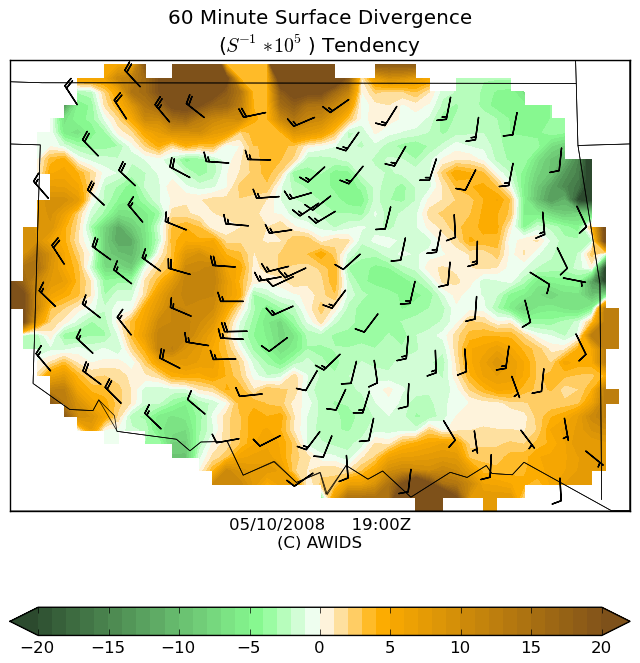 60 Minute Surface Divergence
(S⁻¹ *10⁵ ) Tendency
05/10/2008 19:00Z
(C) AWIDS
−20 −15 −10 −5 0 5 10 15 20